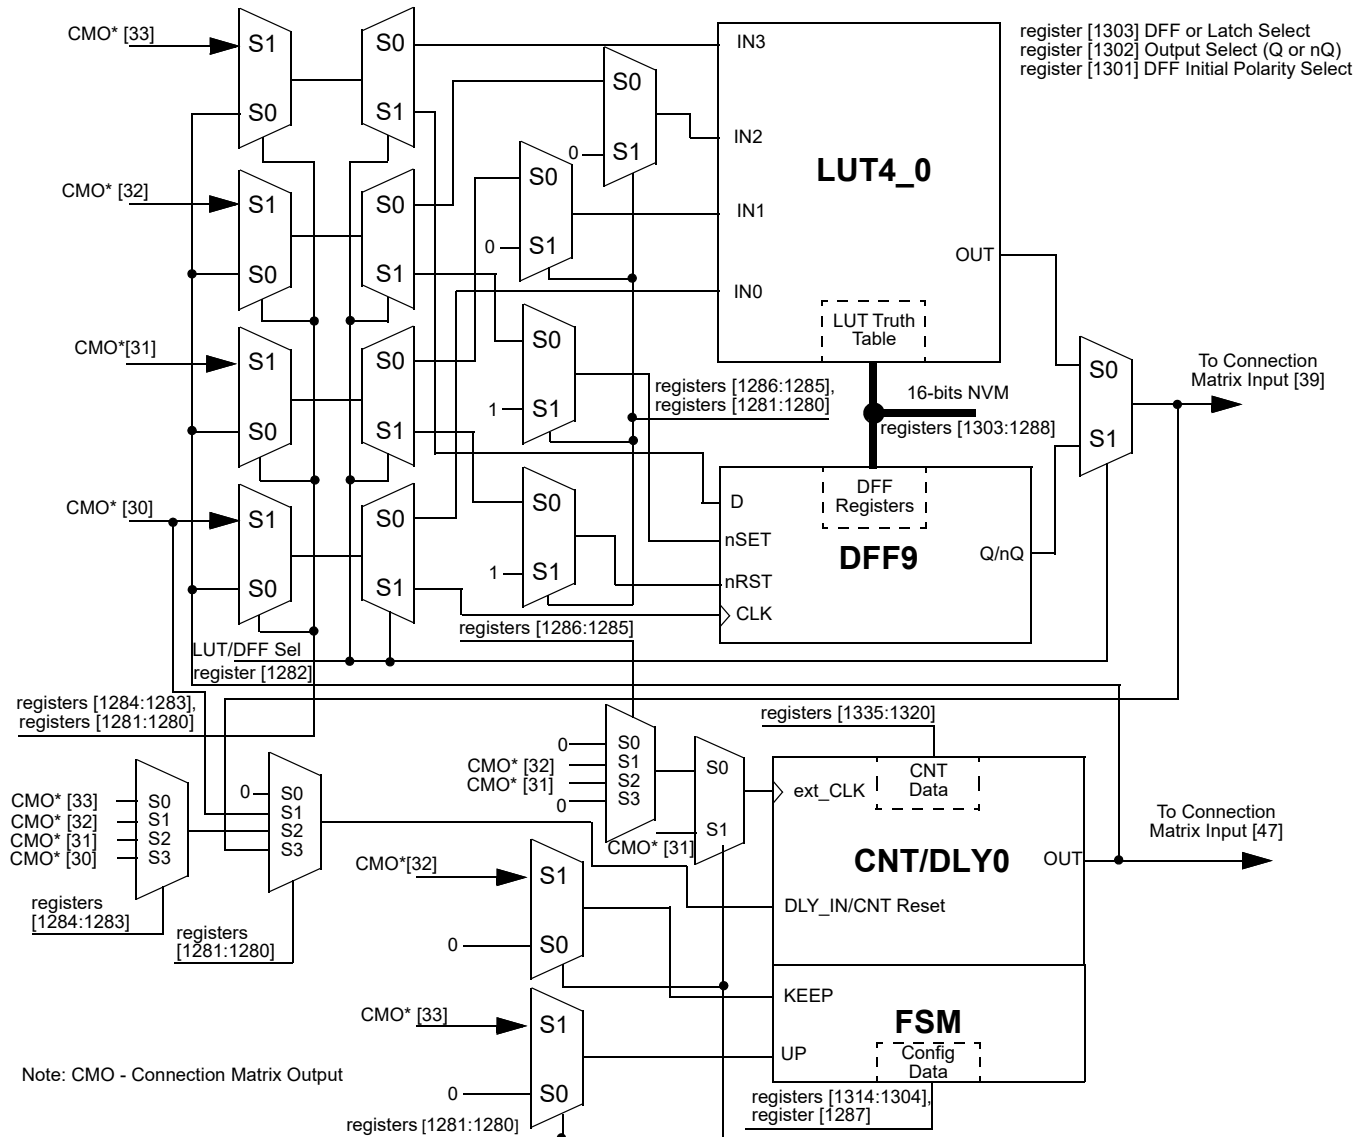 CMO* [33]
S1
S0
S0
S1
CMO* [32]
S1
S0
S0
S1
CMO*[31]
S1
S0
S0
S1
CMO* [30]
S1
S0
S0
S1
S0
S1
0
S0
S1
0
S0
S1
1
S0
S1
1
IN3
IN2
IN1
IN0
LUT4_0
OUT
LUT Truth
Table
register [1303] DFF or Latch Select
register [1302] Output Select (Q or nQ)
register [1301] DFF Initial Polarity Select
registers [1286:1285],
registers [1281:1280]
16-bits NVM
registers [1303:1288]
S0
S1
To Connection
Matrix Input [39]
DFF
Registers
D
nSET
nRST
CLK
DFF9
Q/nQ
LUT/DFF Sel
register [1282]
registers [1286:1285]
registers [1284:1283],
registers [1281:1280]
CMO* [33]
CMO* [32]
CMO* [31]
CMO* [30]
S0
S1
S2
S3
registers
[1284:1283]
0
S0
S1
S2
S3
registers
[1281:1280]
0
CMO* [32]
CMO* [31]
0
S0
S1
S2
S3
S0
S1
CMO* [31]
registers [1335:1320]
CNT
Data
ext_CLK
CNT/DLY0
OUT
DLY_IN/CNT Reset
To Connection
Matrix Input [47]
CMO*[32]
S1
0
S0
KEEP
FSM
UP
Config
Data
CMO* [33]
S1
0
S0
registers [1281:1280]
registers [1314:1304],
register [1287]
Note: CMO - Connection Matrix Output